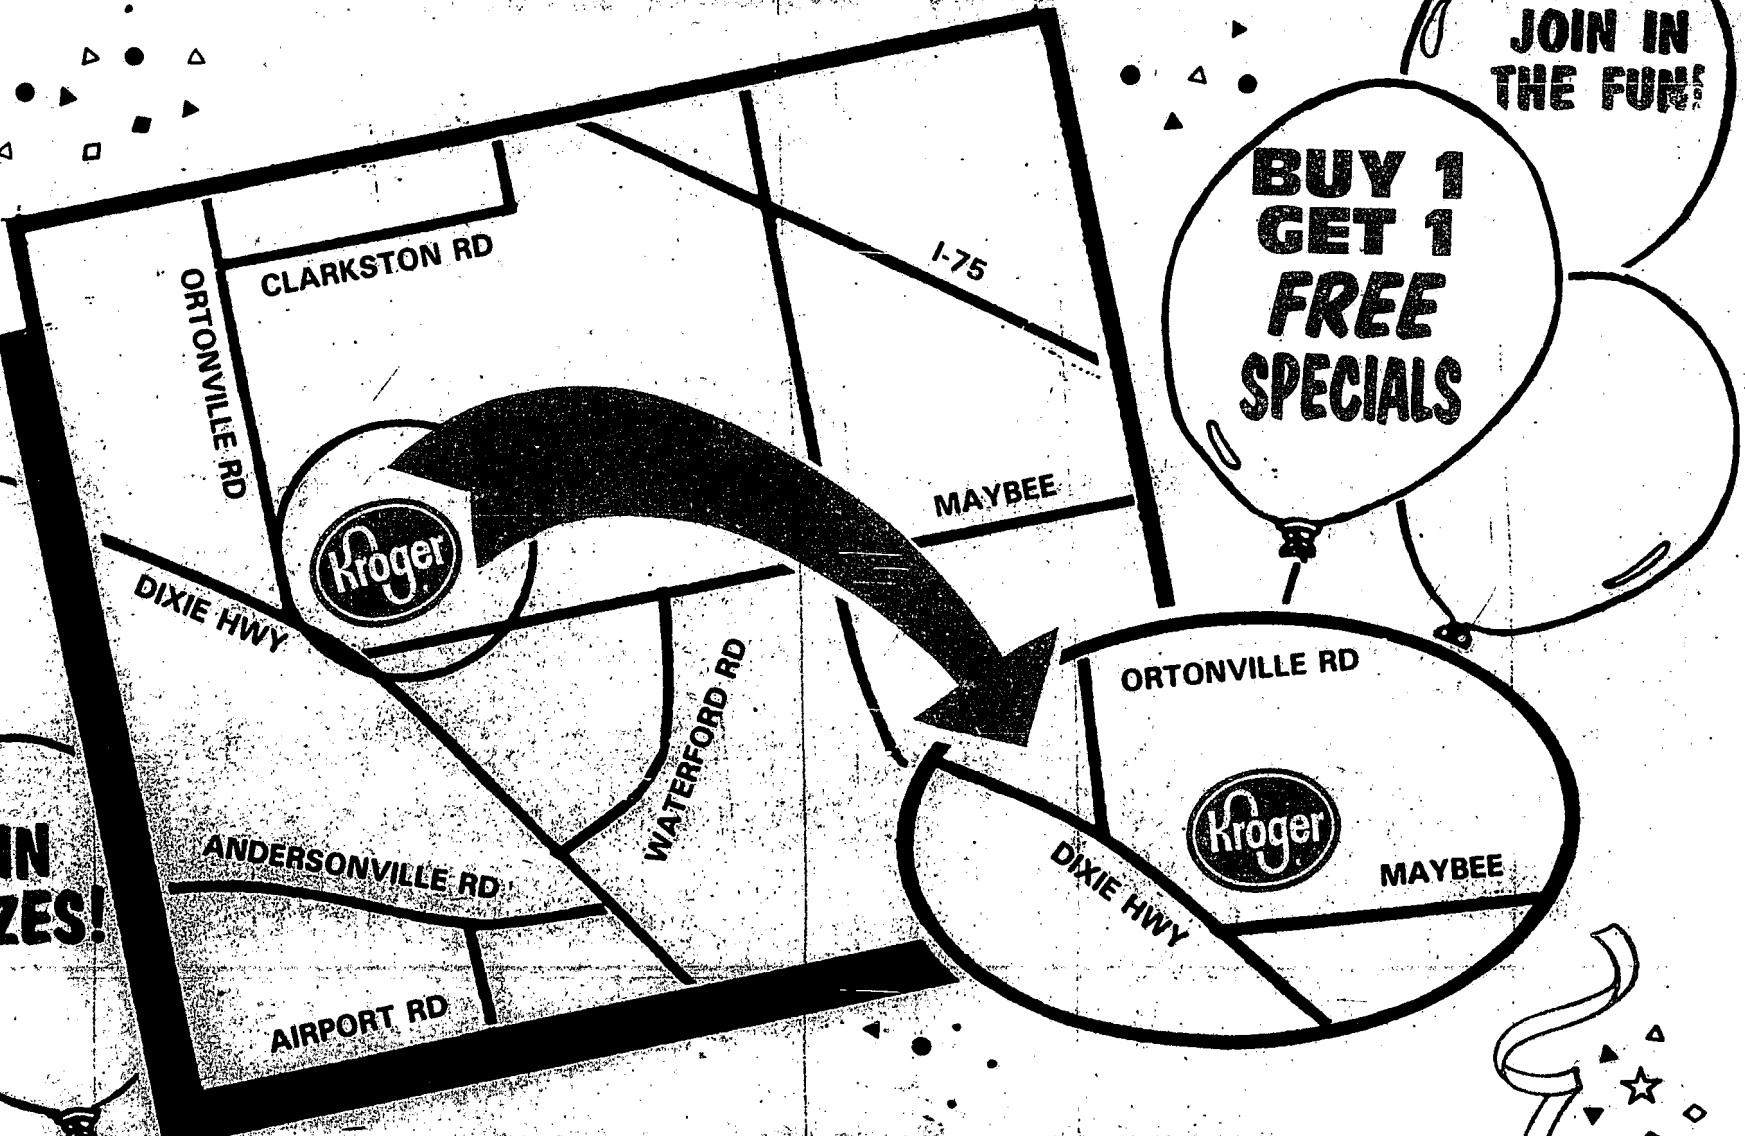 JOIN IN
THE FUN!
BUY 1
GET 1
FREE
SPECIALS
CLARKSTON RD
I-75
ORTONVILLE RD
MAYBEE
Kroger
DIXIE HWY
WATERFORD RD
ANDERSONVILLE RD
AIRPORT RD
ORTONVILLE RD
Kroger
MAYBEE
DIXIE HWY
IN
ZES!